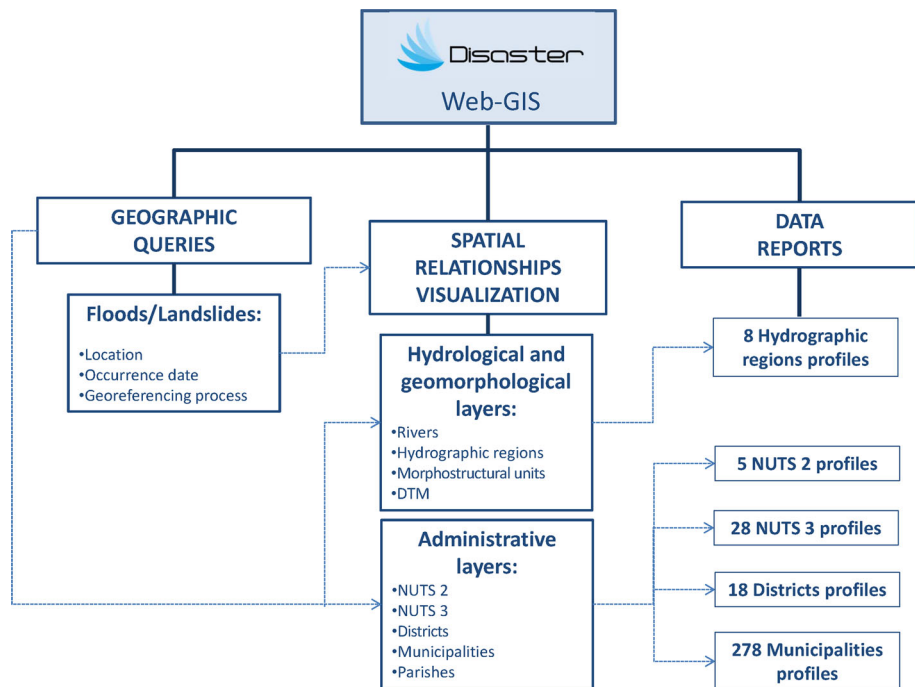 Disaster
Web-GIS
GEOGRAPHIC
QUERIES
Floods/Landslides:
•Location
•Occurrence date
•Georeferencing process
SPATIAL
RELATIONSHIPS
VISUALIZATION
Hydrological and
geomorphological
layers:
•Rivers
•Hydrographic regions
•Morphostructural units
•DTM
Administrative
layers:
•NUTS 2
•NUTS 3
•Districts
•Municipalities
•Parishes
DATA
REPORTS
8 Hydrographic
regions profiles
5 NUTS 2 profiles
28 NUTS 3 profiles
18 Districts profiles
278 Municipalities
profiles